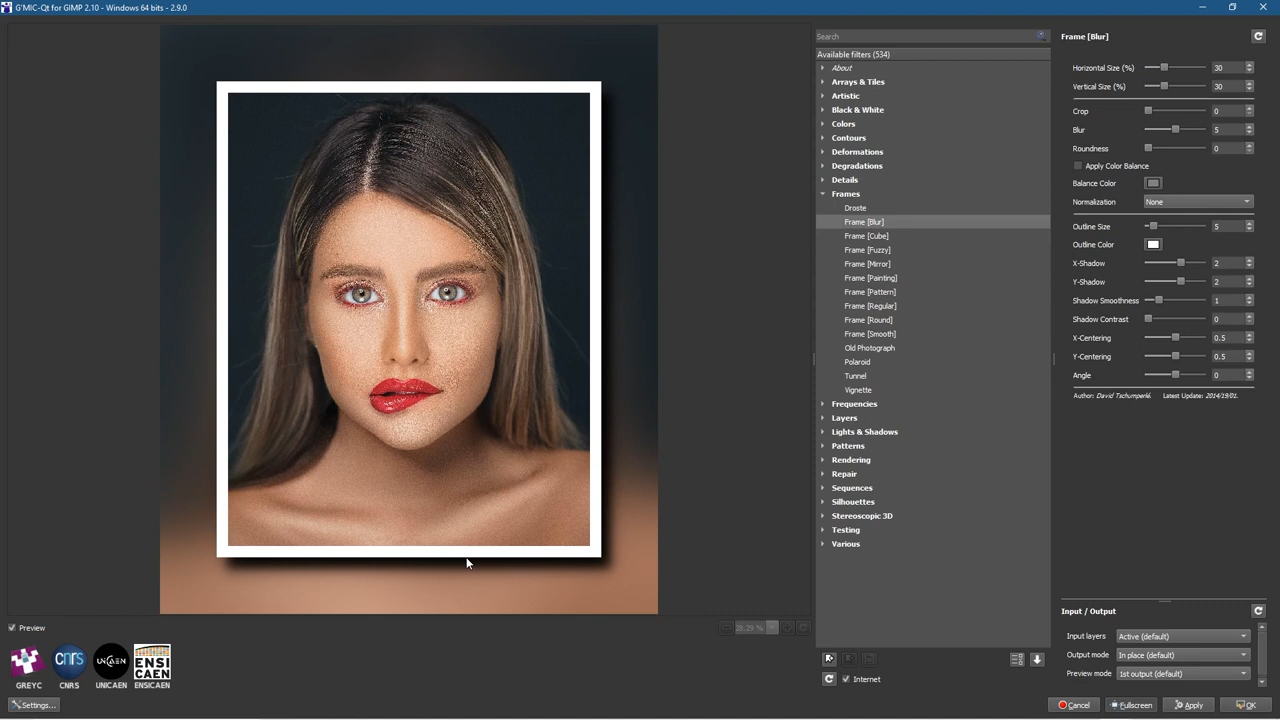 G'MIC-Qt for GIMP 2.10 - Windows 64 bits - 2.9.0
Search
Available filters (534)
About
Arrays & Tiles
Artistic
Black & White
Colors
Contours
Deformations
Degradations
Details
Frames
Droste
Frame [Blur]
Frame [Cube]
Frame [Fuzzy]
Frame [Mirror]
Frame [Painting]
Frame [Pattern]
Frame [Regular]
Frame [Round]
Frame [Smooth]
Old Photograph
Polaroid
Tunnel
Vignette
Frequencies
Layers
Lights & Shadows
Patterns
Rendering
Repair
Sequences
Silhouettes
Stereoscopic 3D
Testing
Various
Internet
Frame [Blur]
Horizontal Size (%) 30
Vertical Size (%) 30
Crop 0
Blur 5
Roundness 0
Apply Color Balance
Balance Color
Normalization None
Outline Size 5
Outline Color
X-Shadow 2
Y-Shadow 2
Shadow Smoothness 1
Shadow Contrast 0
X-Centering 0.5
Y-Centering 0.5
Angle 0
Author: David Tschumperlé. Latest Update: 2014/19/01.
Input / Output
Input layers Active (default)
Output mode In place (default)
Preview mode 1st output (default)
Preview
28.29 %
GREYC
CNRS
cnrs
UNICAEN
UNICAEN
ENSI
CAEN
ENSICAEN
Settings...
Cancel
Fullscreen
Apply
OK